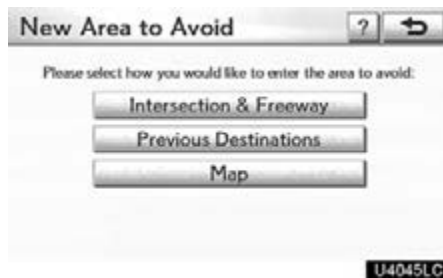 New Area to Avoid ?
Please select how you would like to enter the area to avoid:
Intersection & Freeway
Previous Destinations
Map
U4045LC